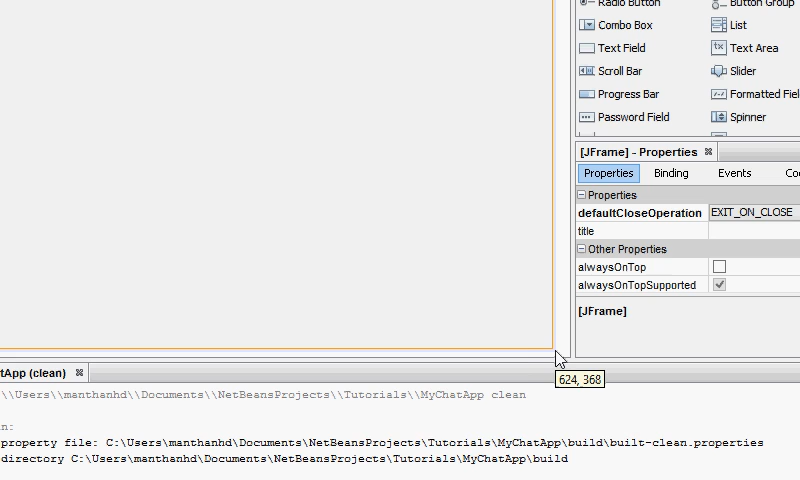 Radio Button
Button Group
Combo Box
List
Text Field
Text Area
Scroll Bar
Slider
Progress Bar
Formatted Fiel
Password Field
Spinner
[JFrame] - Properties
Properties
Binding
Events
Co
Properties
defaultCloseOperation
EXIT_ON_CLOSE
title
Other Properties
alwaysOnTop
alwaysOnTopSupported
[JFrame]
624, 368
tApp (clean)
\\Users\\manthanhd\\Documents\\NetBeansProjects\\Tutorials\\MyChatApp clean
n:
property file: C:\Users\manthanhd\Documents\NetBeansProjects\Tutorials\MyChatApp\build\built-clean.properties
directory C:\Users\manthanhd\Documents\NetBeansProjects\Tutorials\MyChatApp\build